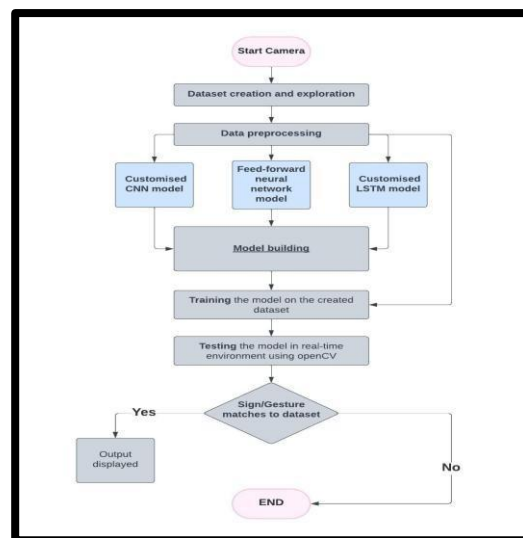 Start Camera
Dataset creation and exploration
Data preprocessing
Customised
CNN model
Feed-forward
neural
network
model
Customised
LSTM model
Model building
Training the model on the created
dataset
Testing the model in real-time
environment using openCV
Sign/Gesture
matches to dataset
Yes
Output
displayed
No
END